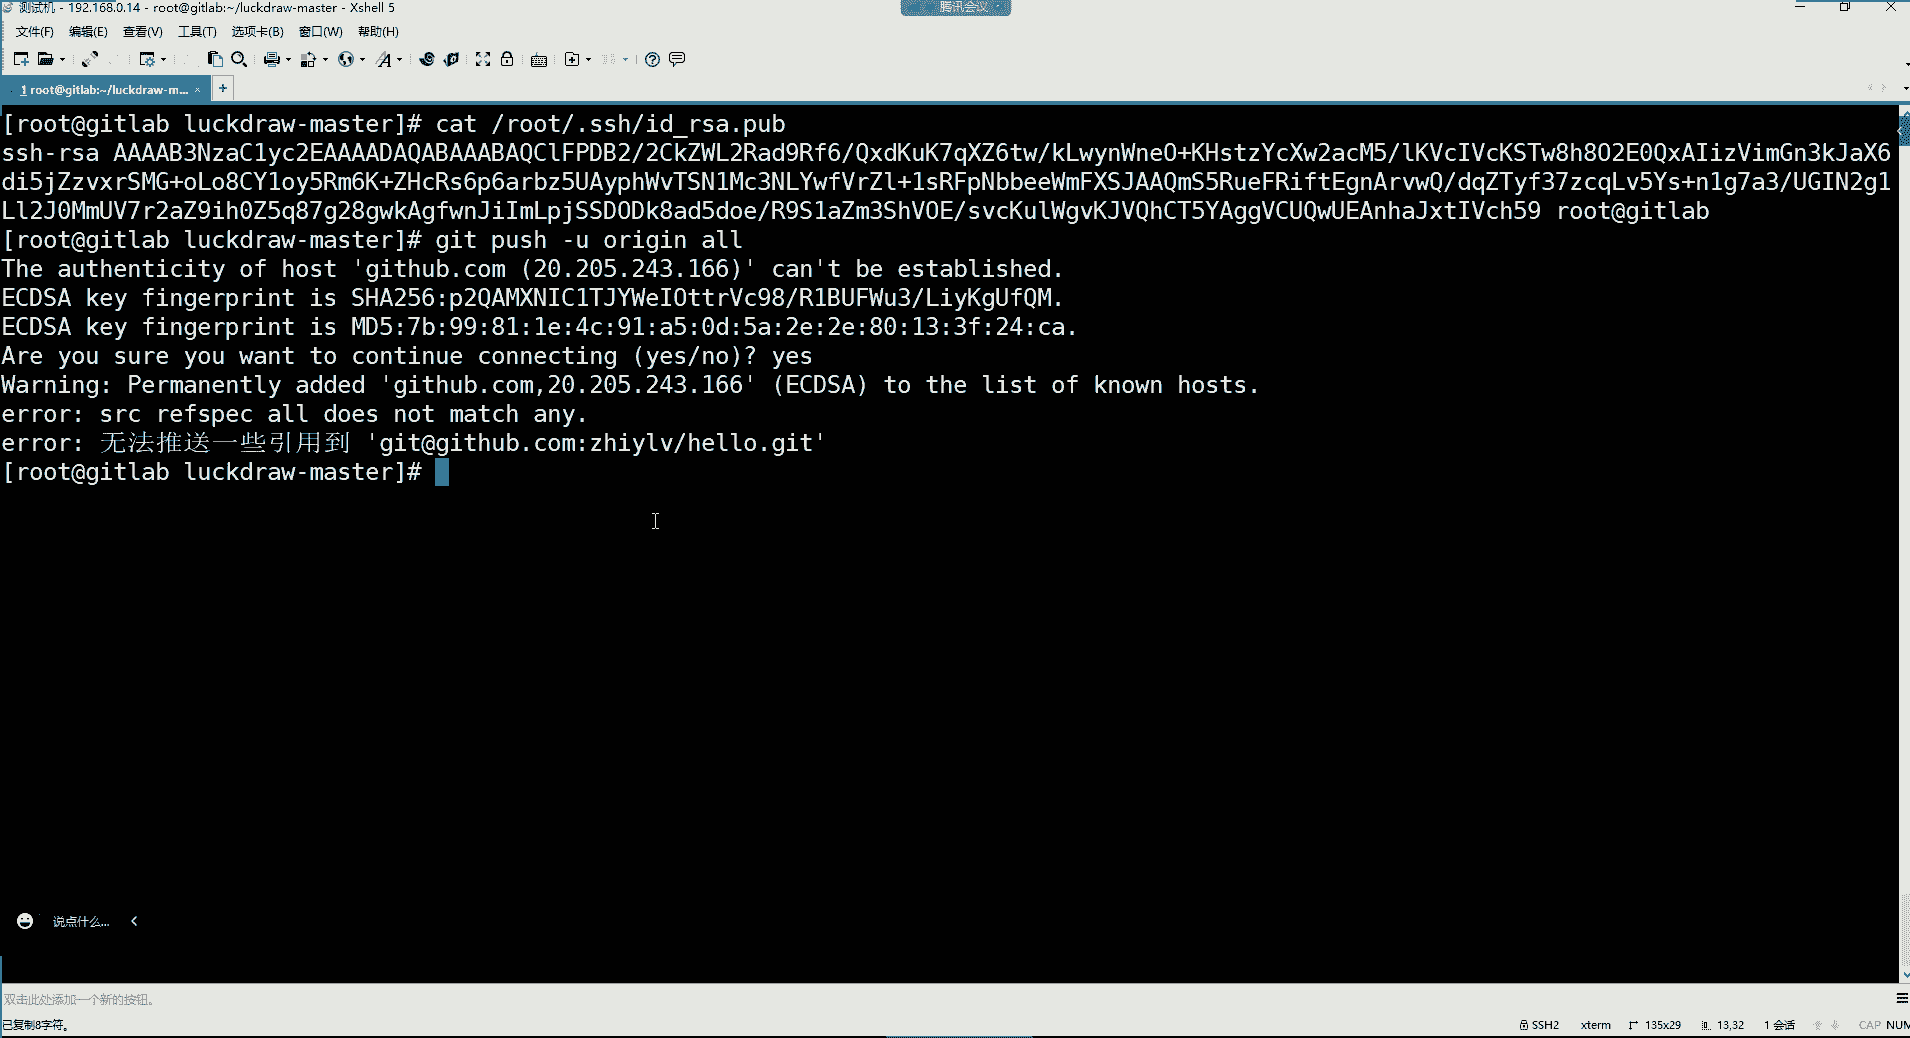 测试机 - 192.168.0.14 - root@gitlab:~/luckdraw-master - Xshell 5
腾讯会议
文件(F) 编辑(E) 查看(V) 工具(T) 选项卡(B) 窗口(W) 帮助(H)
1 root@gitlab:~/luckdraw-m... × +
[root@gitlab luckdraw-master]# cat /root/.ssh/id_rsa.pub
ssh-rsa AAAAB3NzaC1yc2EAAAADAQABAAABAQClFPDB2/2CkZWL2Rad9Rf6/QxdKuK7qXZ6tw/kLwynWneO+KHstzYcXw2acM5/lKVcIVcKSTw8h8O2E0QxAIizVimGn3kJaX6
di5jZzvxrSMG+oLo8CY1oy5Rm6K+ZHcRs6p6arbz5UAyphWvTSN1Mc3NLYwfVrZl+1sRFpNbbeeWmFXSJAAQmS5RueFRiftEgnArvwQ/dqZTyf37zcqLv5Ys+n1g7a3/UGIN2g1
Ll2J0MmUV7r2aZ9ih0Z5q87g28gwkAgfwnJiImLpjSSDODk8ad5doe/R9S1aZm3ShVOE/svcKulWgvKJVQhCT5YAggVCUQwUEAnhaJxtIVch59 root@gitlab
[root@gitlab luckdraw-master]# git push -u origin all
The authenticity of host 'github.com (20.205.243.166)' can't be established.
ECDSA key fingerprint is SHA256:p2QAMXNIC1TJYWeIOttrVc98/R1BUFWu3/LiyKgUfQM.
ECDSA key fingerprint is MD5:7b:99:81:1e:4c:91:a5:0d:5a:2e:2e:80:13:3f:24:ca.
Are you sure you want to continue connecting (yes/no)? yes
Warning: Permanently added 'github.com,20.205.243.166' (ECDSA) to the list of known hosts.
error: src refspec all does not match any.
error: 无法推送一些引用到 'git@github.com:zhiylv/hello.git'
[root@gitlab luckdraw-master]#
说点什么...
双击此处添加一个新的按钮。
已复制8字符。 SSH2 xterm 135x29 13,32 1 会话 CAP NUM